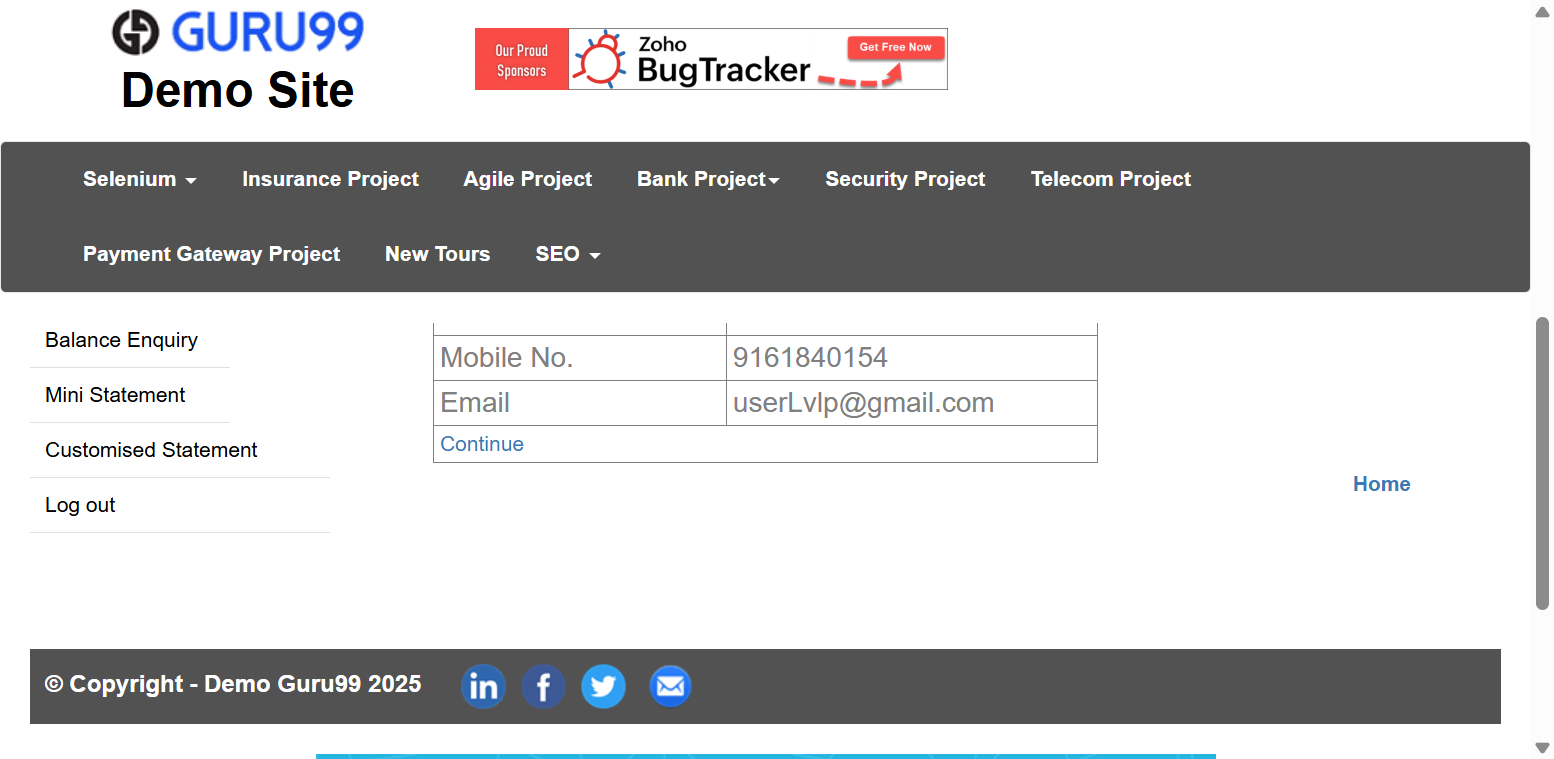 GURU99
Demo Site
Our Proud
Sponsors
Zoho
BugTracker
Get Free Now
Selenium
Insurance Project
Agile Project
Bank Project
Security Project
Telecom Project
Payment Gateway Project
New Tours
SEO
Balance Enquiry
Mini Statement
Customised Statement
Log out
Mobile No. 9161840154
Email userLvlp@gmail.com
Continue
Home
© Copyright - Demo Guru99 2025
in
f